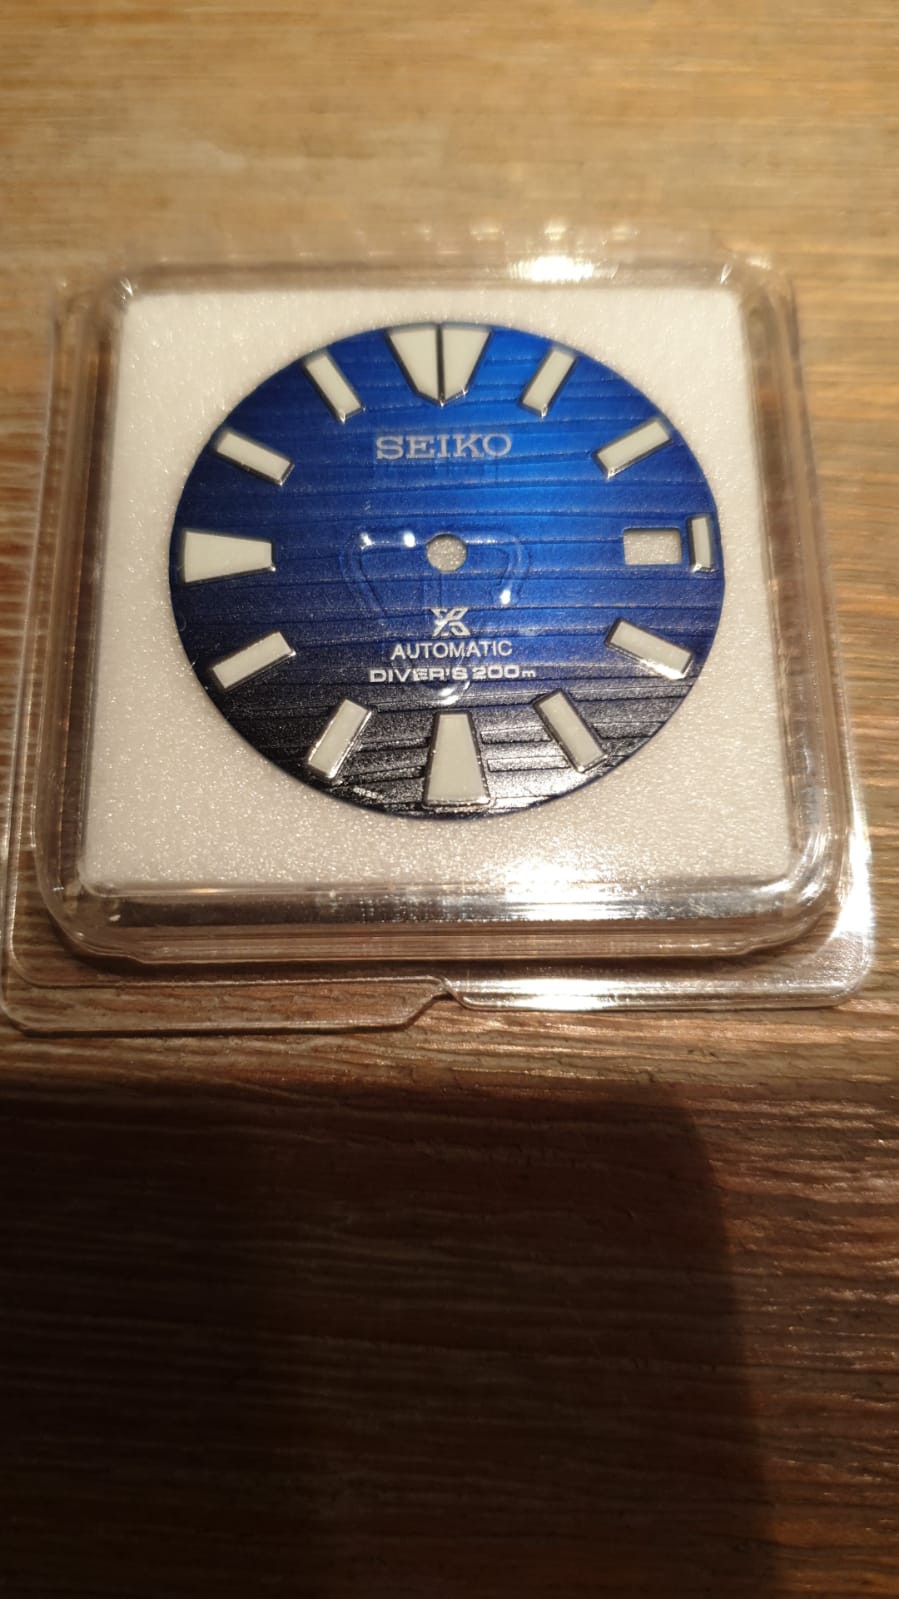 SEIKO
AUTOMATIC
DIVER'S 200m